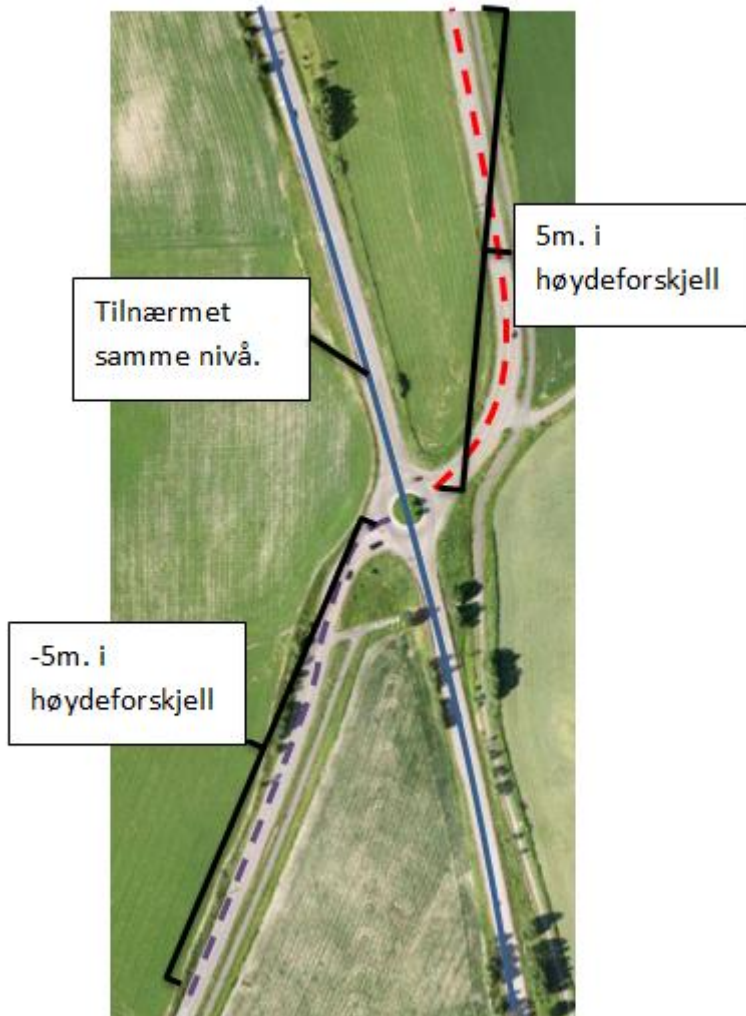 5m. i
høydeforskjell
Tilnærmet
samme nivå.
-5m. i
høydeforskjell